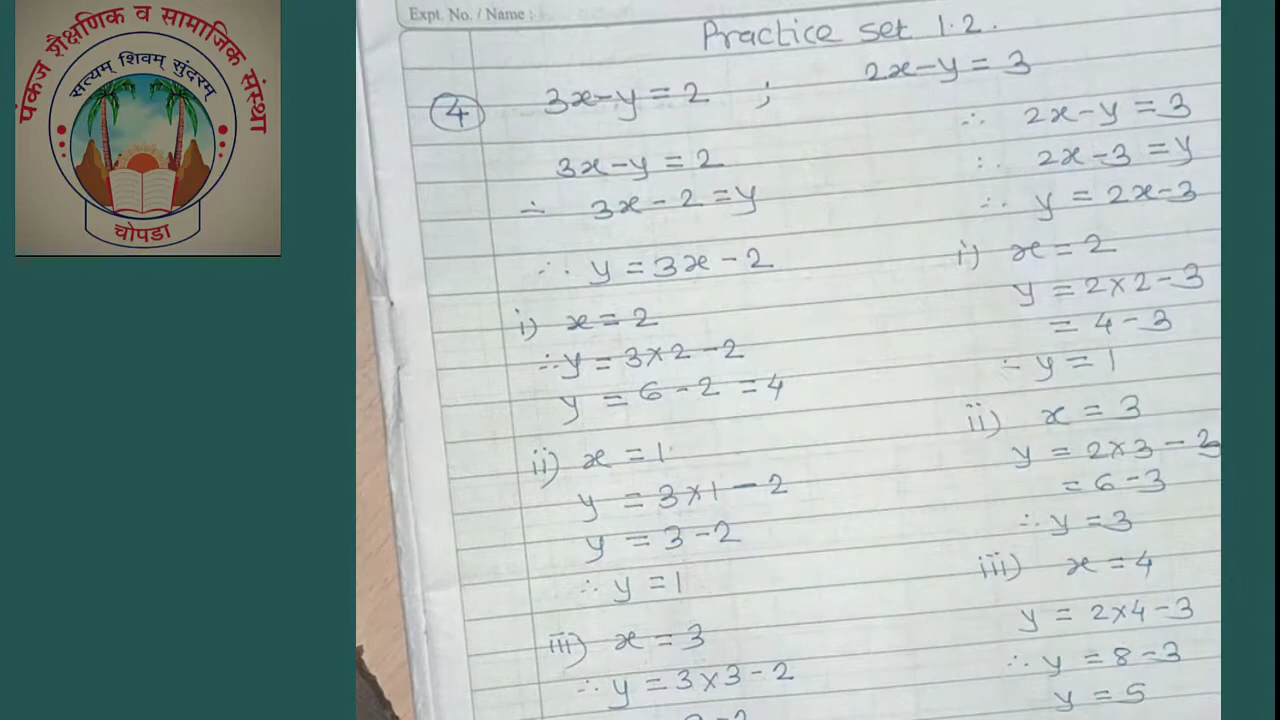 पंकज शैक्षणिक व सामाजिक संस्था
सत्यम् शिवम् सुंदरम्
चोपडा
Expt. No. / Name :
Practice set 1.2.
4 3x-y=2 ; 2x-y=3
3x-y=2
∴ 3x-2=y
∴ y=3x-2
i) x=2
∴ y=3×2-2
y=6-2=4
ii) x=1
y=3×1-2
y=3-2
∴ y=1
iii) x=3
∴ y=3×3-2
∴ 2x-y=3
∴ 2x-3=y
∴ y=2x-3
i) x=2
y=2×2-3
=4-3
∴ y=1
ii) x=3
y=2×3-3
=6-3
∴ y=3
iii) x=4
y=2×4-3
∴ y=8-3
y=5